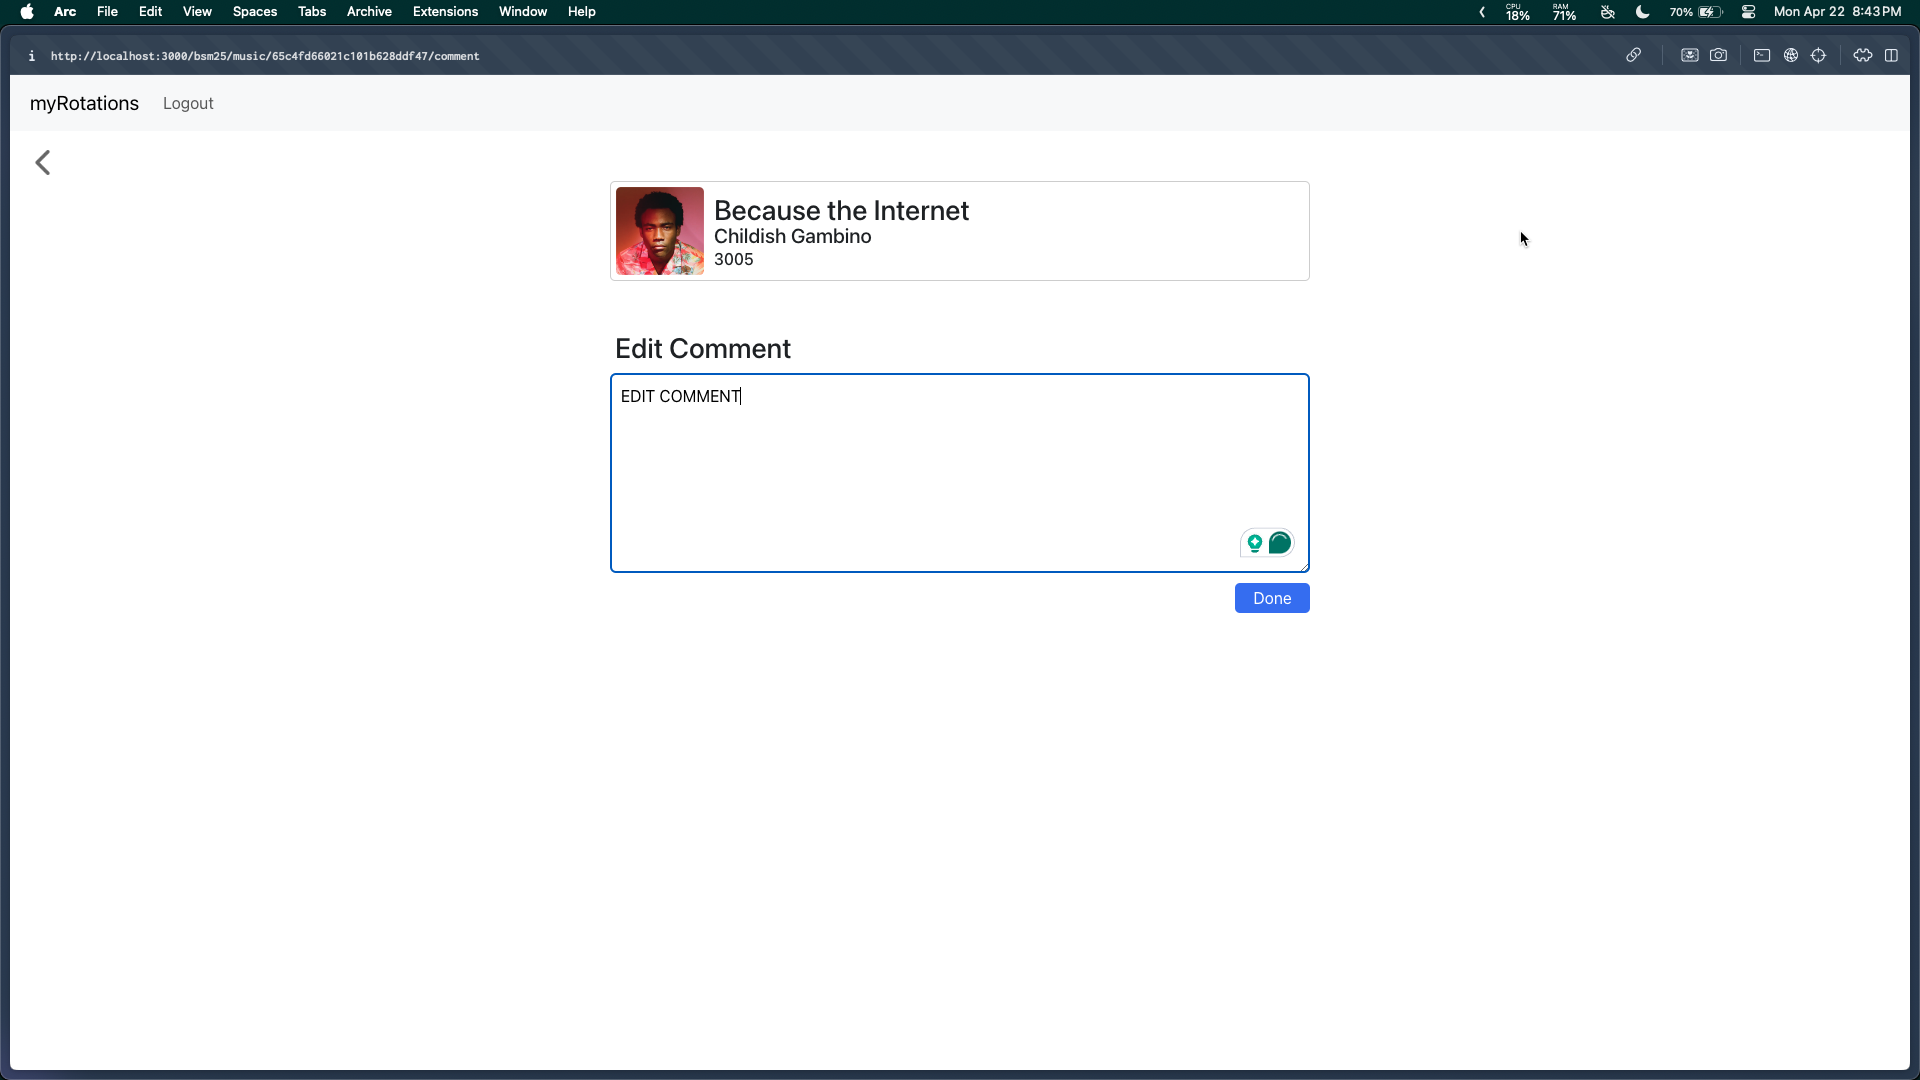 Arc File Edit View Spaces Tabs Archive Extensions Window Help CPU 18% RAM 71% 70% Mon Apr 22 8:43 PM
i http://localhost:3000/bsm25/music/65c4fd66021c101b628ddf47/comment
myRotations Logout
Because the Internet
Childish Gambino
3005
Edit Comment
EDIT COMMENT
Done